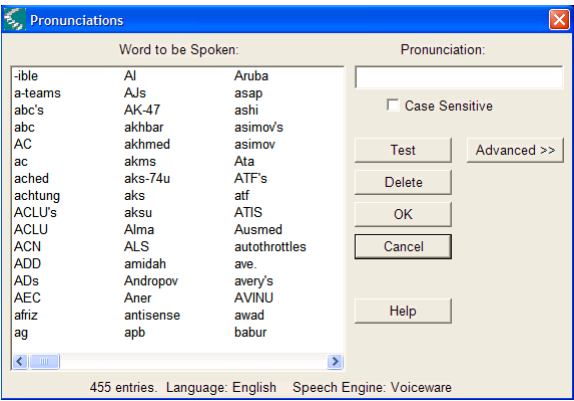 Pronunciations
Word to be Spoken:
-ible
a-teams
abc's
abc
AC
ac
ached
achtung
ACLU's
ACLU
ACN
ADD
ADs
AEC
afriz
ag
Al
AJs
AK-47
akhbar
akhmed
akms
aks-74u
aks
aksu
Alma
ALS
amidah
Andropov
Aner
antisense
apb
Aruba
asap
ashi
asimov's
asimov
Ata
ATF's
atf
ATIS
Ausmed
autothrottles
ave.
avery's
AVINU
awad
babur
Pronunciation:
Case Sensitive
Test
Advanced >>
Delete
OK
Cancel
Help
455 entries. Language: English Speech Engine: Voiceware